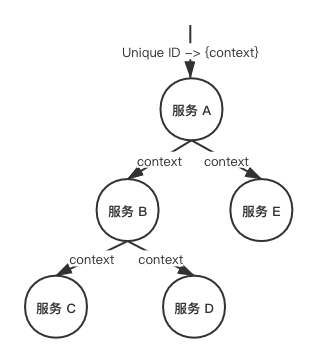 Unique ID -> {context}
服务 A
context
context
服务 B
服务 E
context
context
服务 C
服务 D